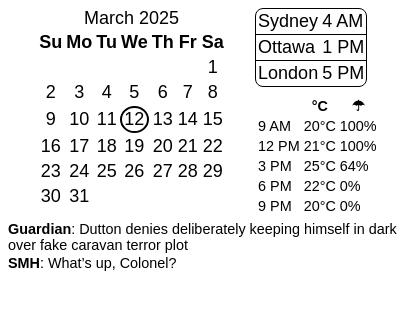 March 2025
Su Mo Tu We Th Fr Sa
1
2 3 4 5 6 7 8
9 10 11 12 13 14 15
16 17 18 19 20 21 22
23 24 25 26 27 28 29
30 31
Sydney 4 AM
Ottawa 1 PM
London 5 PM
°C ☂
9 AM 20°C 100%
12 PM 21°C 100%
3 PM 25°C 64%
6 PM 22°C 0%
9 PM 20°C 0%
Guardian: Dutton denies deliberately keeping himself in dark
over fake caravan terror plot
SMH: What’s up, Colonel?